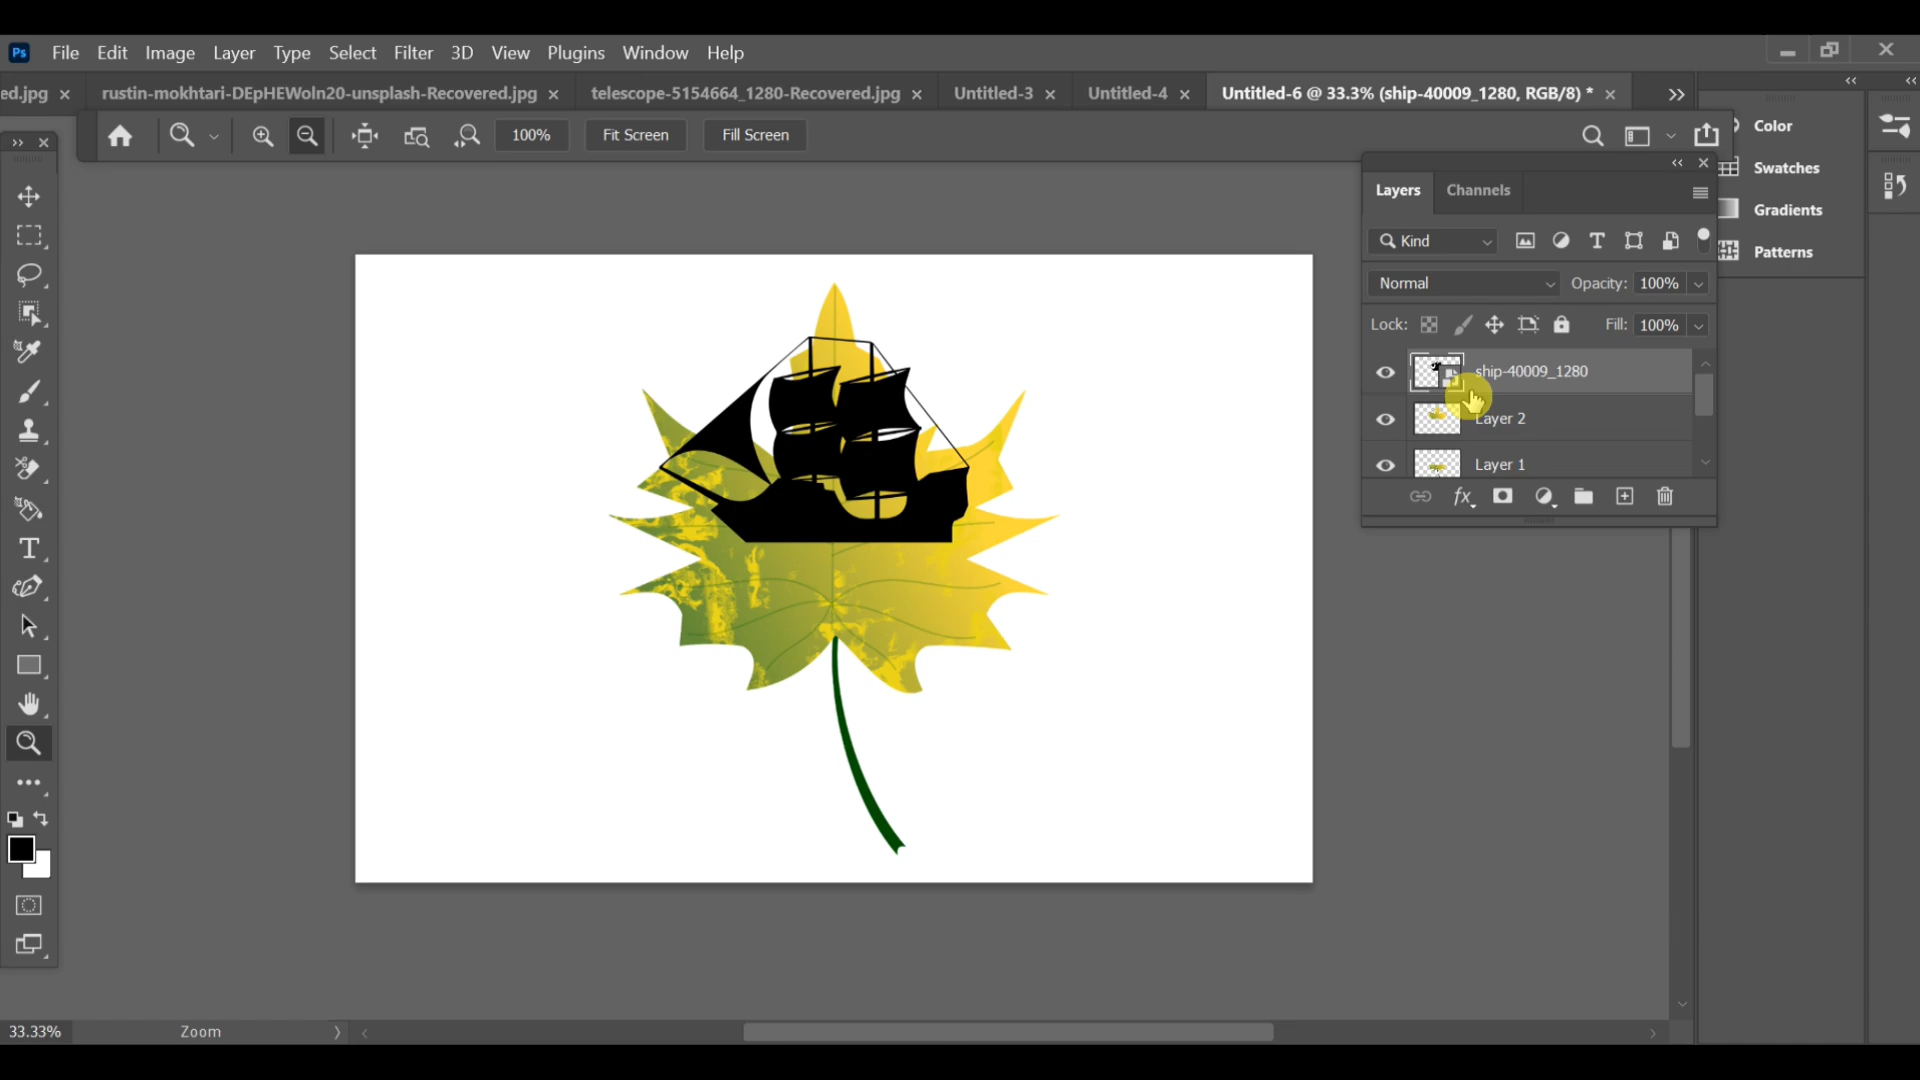 Ps File Edit Image Layer Type Select Filter 3D View Plugins Window Help
ed.jpg × rustin-mokhtari-DEpHEWoln20-unsplash-Recovered.jpg × telescope-5154664_1280-Recovered.jpg × Untitled-3 × Untitled-4 × Untitled-6 @ 33.3% (ship-40009_1280, RGB/8) * ×
100% Fit Screen Fill Screen
Color
Swatches
Gradients
Patterns
Layers Channels
Kind
Normal Opacity: 100%
Lock: Fill: 100%
ship-40009_1280
Layer 2
Layer 1
fx
33.33% Zoom